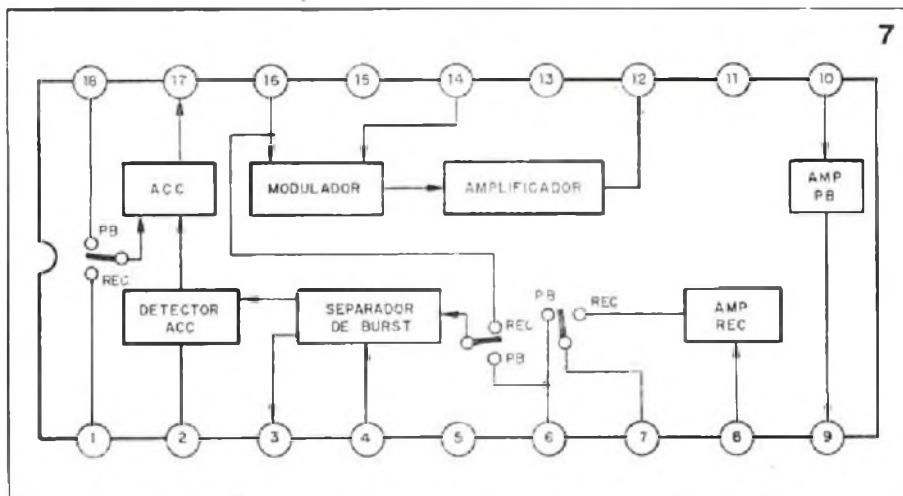 7
18 17 16 15 14 13 12 11 10
ACC
MODULADOR
AMPLIFICADOR
AMP
PB
PB
REC
DETECTOR
ACC
SEPARADOR
DE BURST
REC
PB
PB
REC
AMP
REC
1 2 3 4 5 6 7 8 9